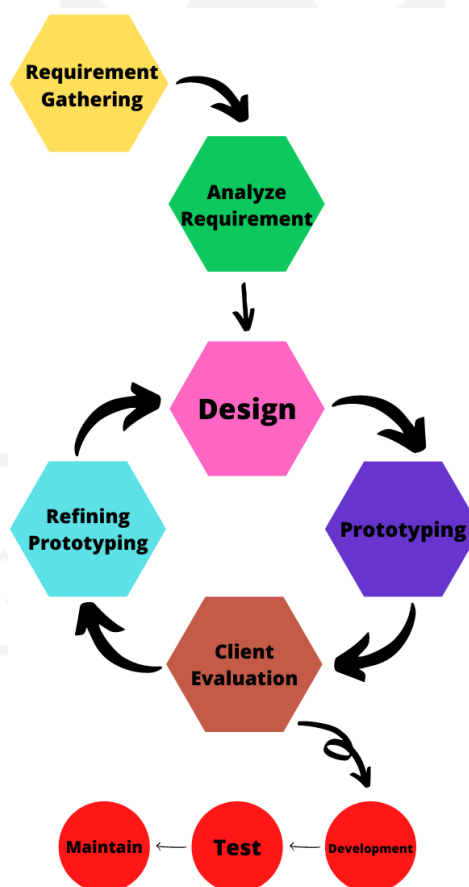 Requirement
Gathering
Analyze
Requirement
Design
Refining
Prototyping
Prototyping
Client
Evaluation
Maintain
Test
Development